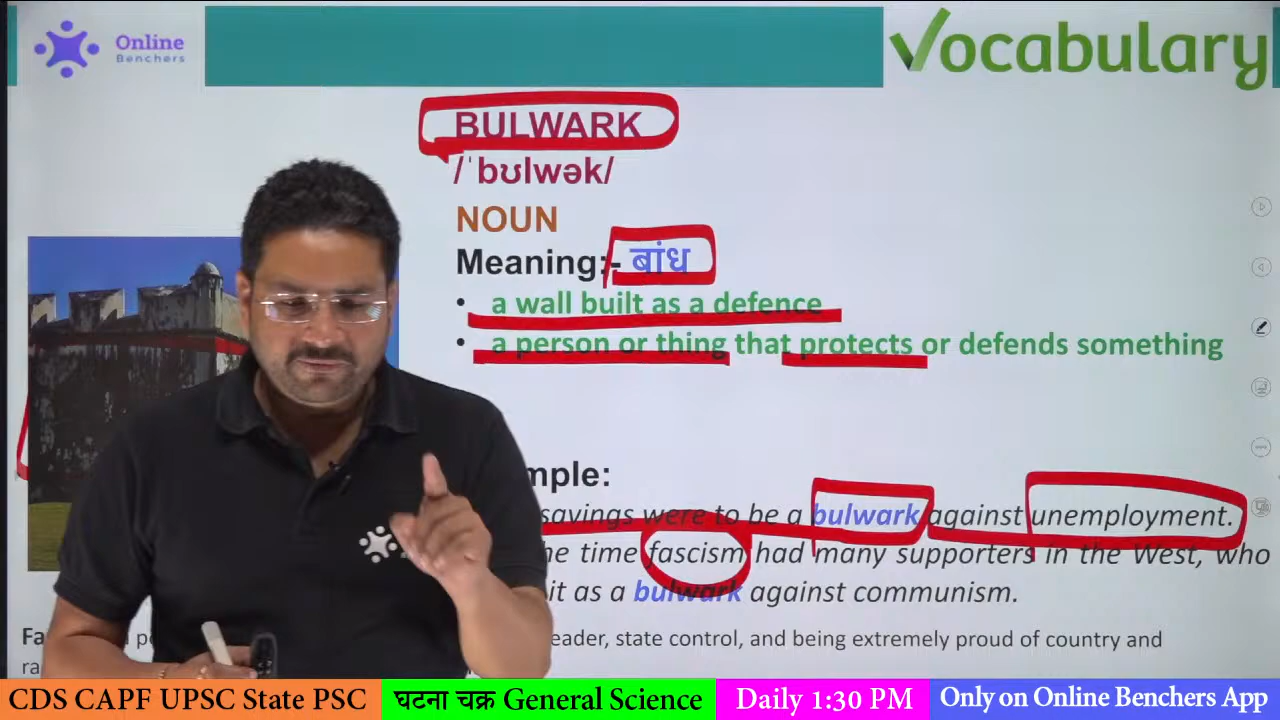 Online
Benchers
Vocabulary
BULWARK
/ˈbʊlwək/
NOUN
Meaning:- बांध
• a wall built as a defence
• a person or thing that protects or defends something
mple:
savings were to be a bulwark against unemployment.
he time fascism had many supporters in the West, who
it as a bulwark against communism.
Fa eader, state control, and being extremely proud of country and
ra
CDS CAPF UPSC State PSC घटना चक्र General Science Daily 1:30 PM Only on Online Benchers App